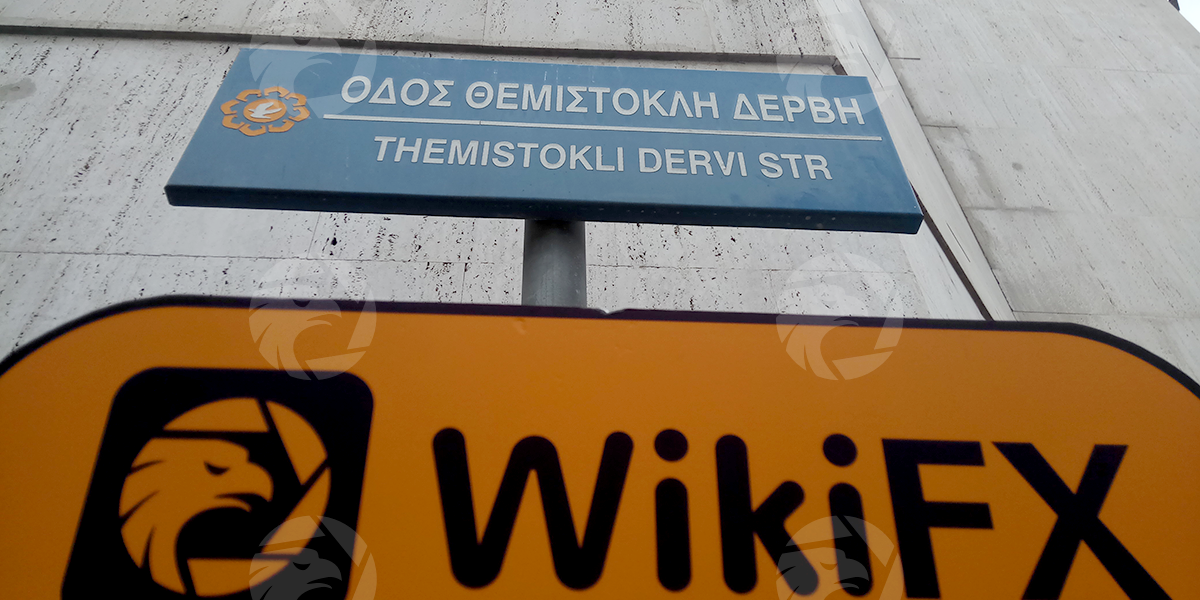 ΟΔΟΣ ΘΕΜΙΣΤΟΚΛΗ ΔΕΡΒΗ
THEMISTOKLI DERVI STR
WikiFX